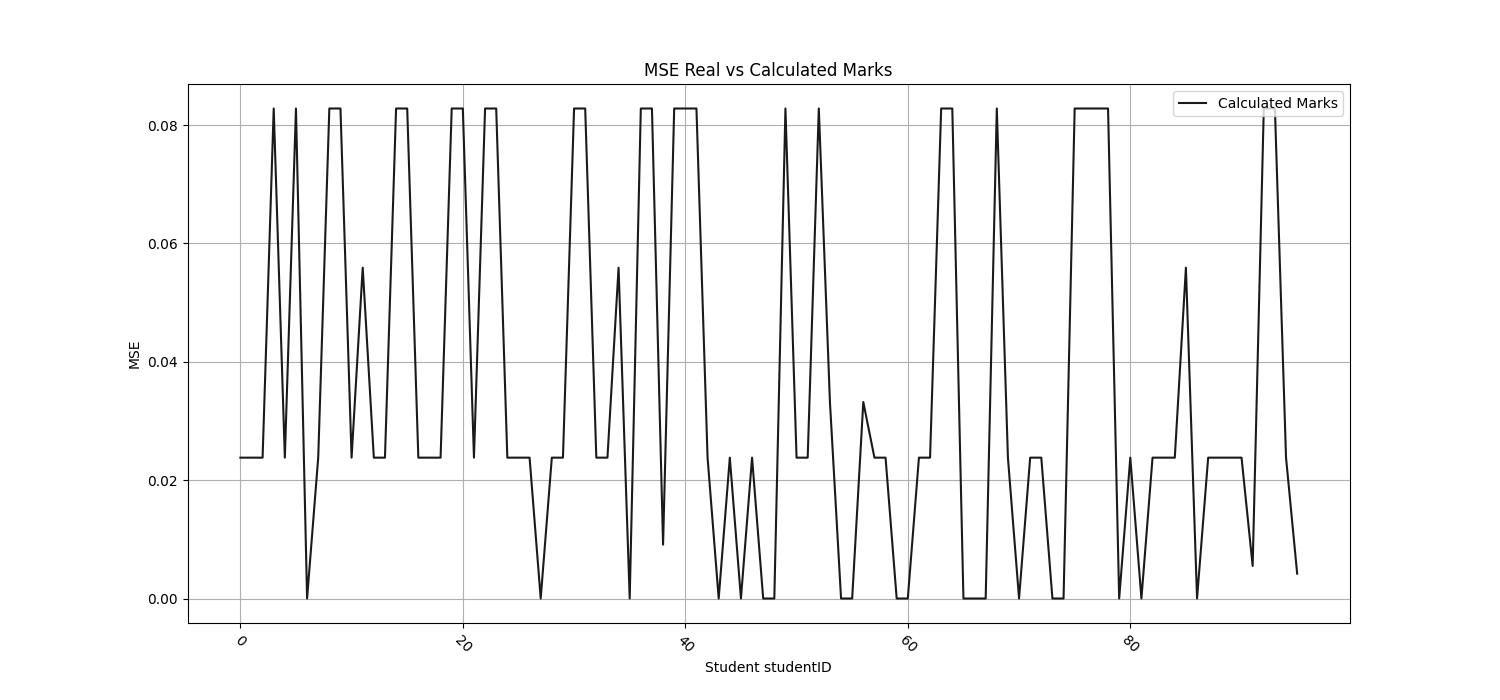 MSE Real vs Calculated Marks
Calculated Marks
0.08
0.06
0.04
0.02
0.00
MSE
0
20
40
60
80
Student studentID